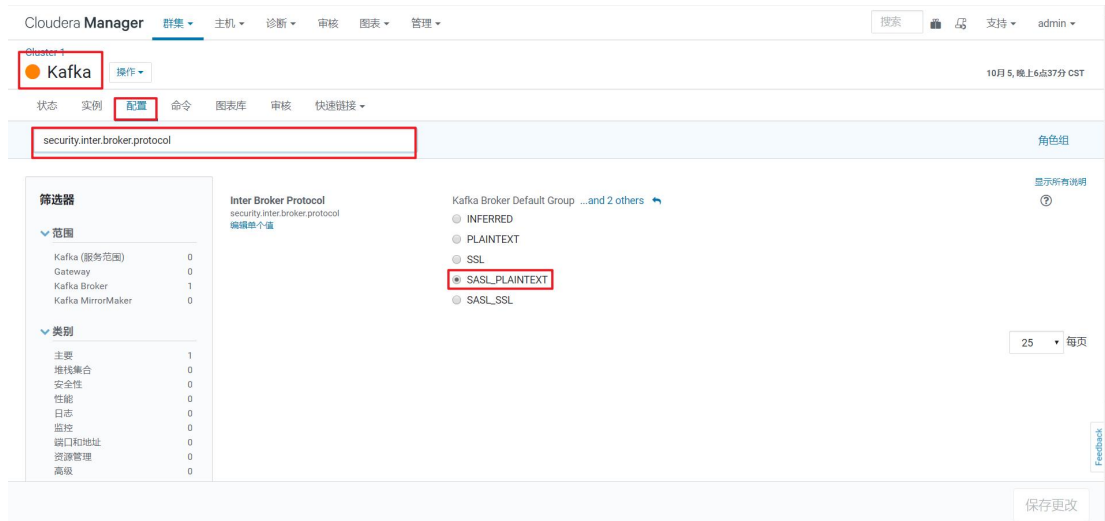 Cloudera Manager 群集 主机 诊断 审核 图表 管理 搜索 支持 admin
Cluster 1
Kafka 操作 10月 5, 晚上6点37分 CST
状态 实例 配置 命令 图表库 审核 快速链接
security.inter.broker.protocol 角色组
显示所有说明
筛选器
范围
Kafka (服务范围) 0
Gateway 0
Kafka Broker 1
Kafka MirrorMaker 0
类别
主要 1
堆栈集合 0
安全性 0
性能 0
日志 0
监控 0
端口和地址 0
资源管理 0
高级 0
Inter Broker Protocol
security.inter.broker.protocol
编辑单个值
Kafka Broker Default Group ...and 2 others
INFERRED
PLAINTEXT
SSL
SASL_PLAINTEXT
SASL_SSL
?
25 每页
Feedback
保存更改